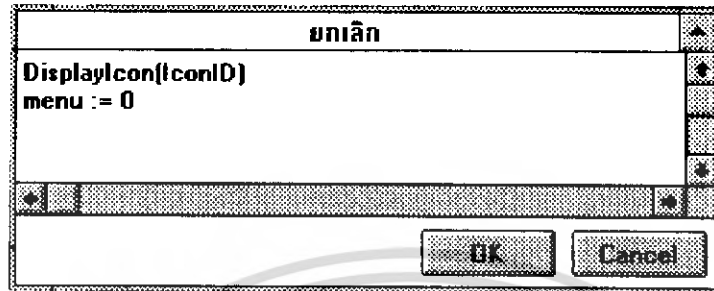 ยกเลิก
DisplayIcon(IconID)
menu := 0
OK
Cancel